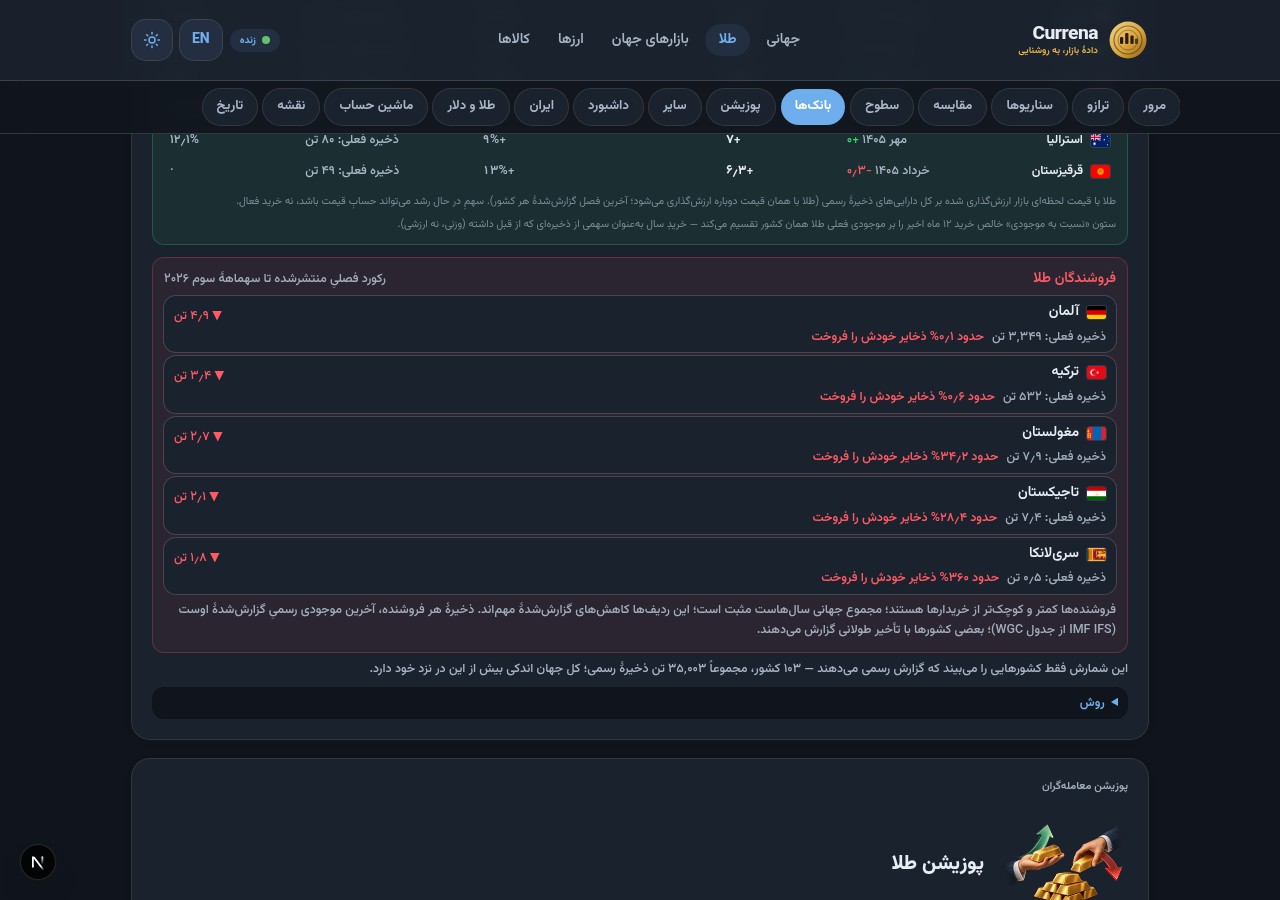 Currena
دادهٔ بازار، به روشنایی
جهانی
طلا
بازارهای جهان
ارزها
کالاها
زنده
EN
مرور
ترازو
سناریوها
مقایسه
سطوح
بانک‌ها
پوزیشن
سایر
داشبورد
ایران
طلا و دلار
ماشین حساب
نقشه
تاریخ
استرالیا مهر ۱۴۰۵ +۰ +۷ +۹% ذخیره فعلی: ۸۰ تن ۱۲٫۱%
قرقیزستان خرداد ۱۴۰۵ -۰٫۳ +۶٫۳ +۱۳% ذخیره فعلی: ۴۹ تن ۰
طلا با قیمت لحظه‌ای بازار ارزش‌گذاری شده بر کل دارایی‌های ذخیرهٔ رسمی (طلا با همان قیمت دوباره ارزش‌گذاری می‌شود؛ آخرین فصل گزارش‌شدهٔ هر کشور). سهمِ در حال رشد می‌تواند حسابِ قیمت باشد، نه خرید فعال.
ستون «نسبت به موجودی» خالص خرید ۱۲ ماه اخیر را بر موجودی فعلی طلا همان کشور تقسیم می‌کند — خریدِ سال به‌عنوان سهمی از ذخیره‌ای که از قبل داشته (وزنی، نه ارزشی).
فروشندگان طلا
رکورد فصلیِ منتشرشده تا سهماههٔ سوم ۲۰۲۶
آلمان
▼ ۴٫۹ تن
ذخیره فعلی: ۳٬۳۴۹ تن حدود ۰٫۱% ذخایر خودش را فروخت
ترکیه
▼ ۳٫۴ تن
ذخیره فعلی: ۵۳۲ تن حدود ۰٫۶% ذخایر خودش را فروخت
مغولستان
▼ ۲٫۷ تن
ذخیره فعلی: ۷٫۹ تن حدود ۳۴٫۲% ذخایر خودش را فروخت
تاجیکستان
▼ ۲٫۱ تن
ذخیره فعلی: ۷٫۴ تن حدود ۲۸٫۴% ذخایر خودش را فروخت
سری‌لانکا
▼ ۱٫۸ تن
ذخیره فعلی: ۰٫۵ تن حدود ۳۶۰% ذخایر خودش را فروخت
فروشنده‌ها کمتر و کوچک‌تر از خریدارها هستند؛ مجموع جهانی سال‌هاست مثبت است؛ این ردیف‌ها کاهش‌های گزارش‌شدهٔ مهم‌اند. ذخیرهٔ هر فروشنده، آخرین موجودی رسمیِ گزارش‌شدهٔ اوست
(IMF IFS از جدول WGC)؛ بعضی کشورها با تأخیر طولانی گزارش می‌دهند.
این شمارش فقط کشورهایی را می‌بیند که گزارش رسمی می‌دهند — ۱۰۳ کشور، مجموعاً ۳۵٬۰۰۳ تن ذخیرهٔ رسمی؛ کل جهان اندکی بیش از این در نزد خود دارد.
روش
پوزیشن معامله‌گران
پوزیشن طلا
N